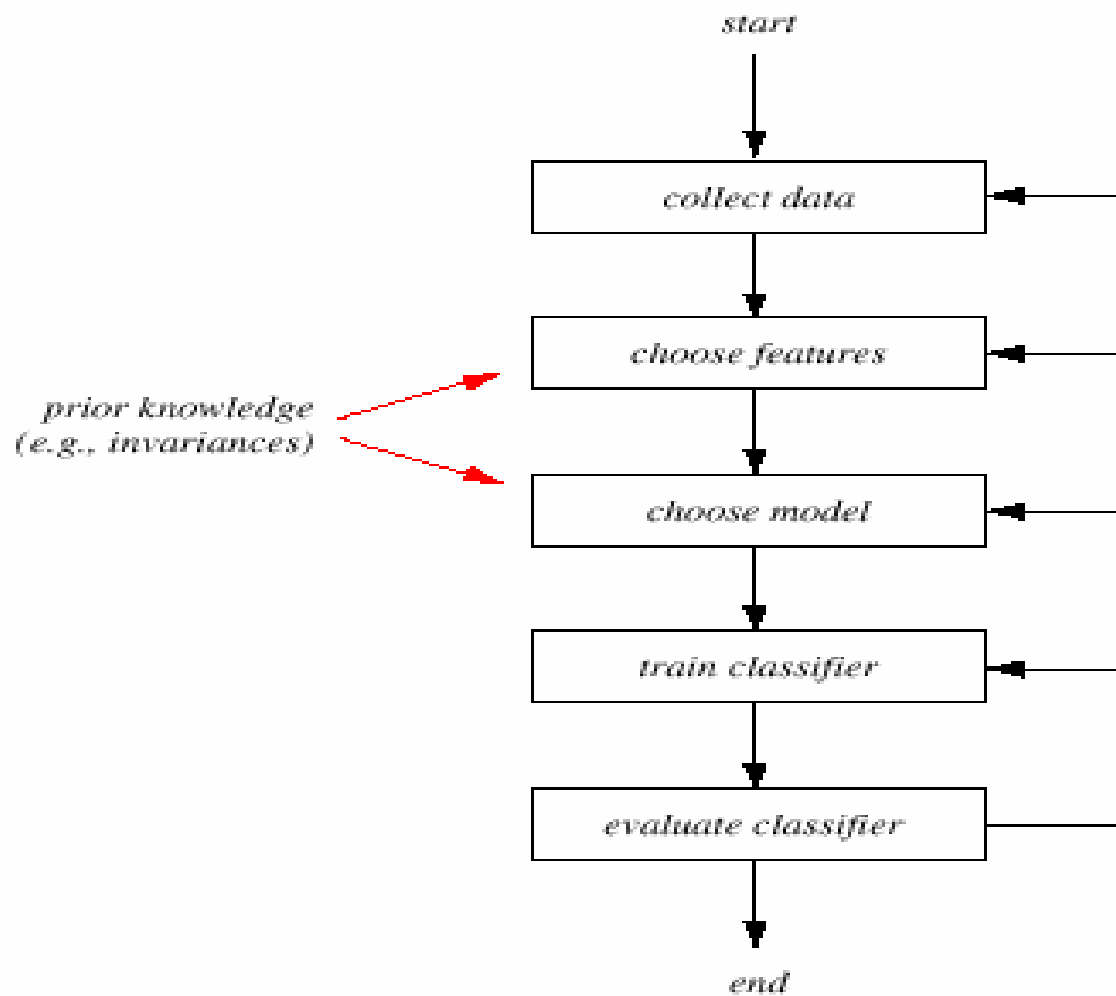 start
collect data
choose features
prior knowledge
(e.g., invariances)
choose model
train classifier
evaluate classifier
end